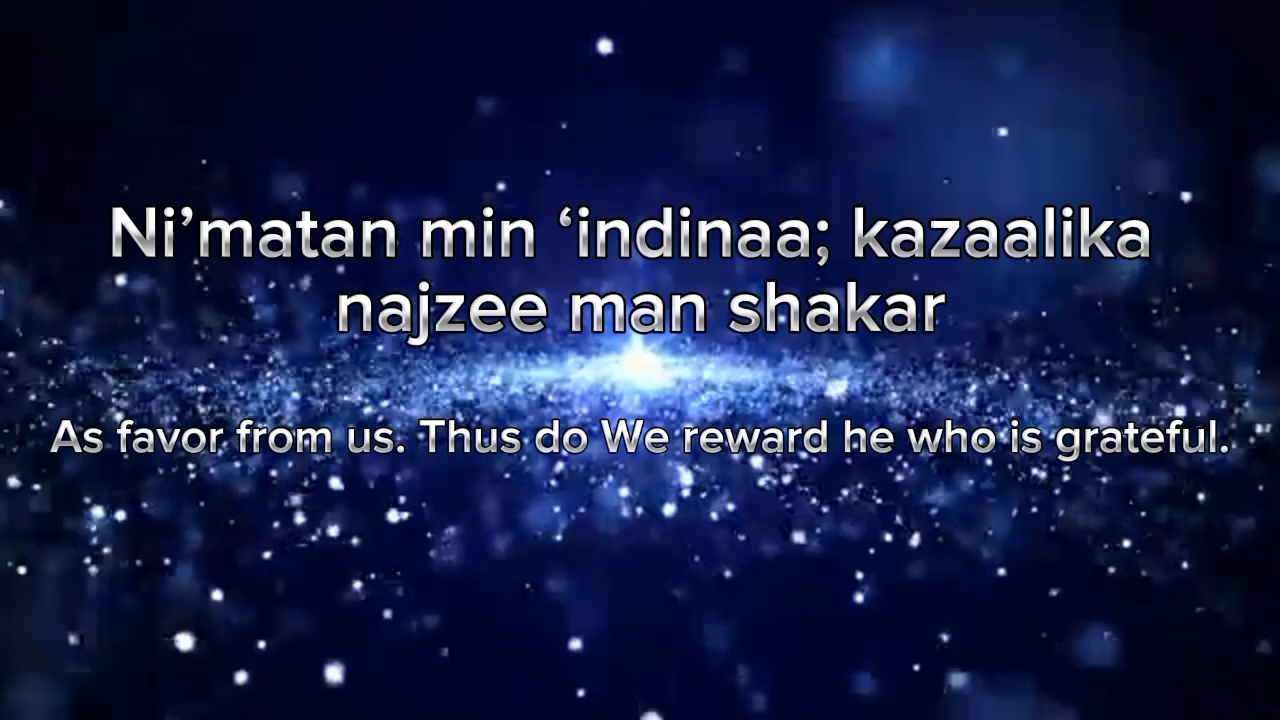 Ni’matan min ‘indinaa; kazaalika
najzee man shakar
As favor from us. Thus do We reward he who is grateful.